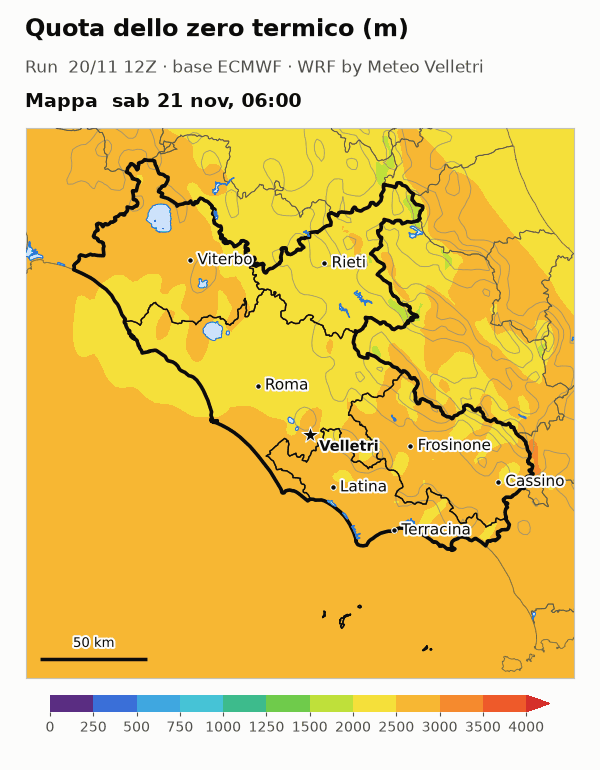 Quota dello zero termico (m)
Run  20/11 12Z · base ECMWF · WRF by Meteo Velletri
Mappa  sab 21 nov, 06:00
Viterbo
Rieti
Roma
Velletri
Frosinone
Latina
Cassino
Terracina
50 km
0 250 500 750 1000 1250 1500 2000 2500 3000 3500 4000